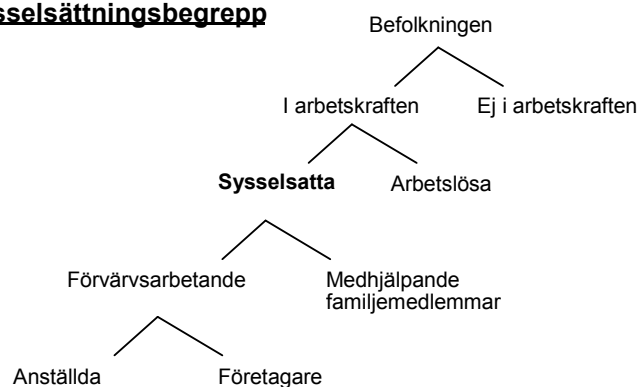 sselsättningsbegrepp
Befolkningen
I arbetskraften Ej i arbetskraften
Sysselsatta Arbetslösa
Förvärvsarbetande Medhjälpande
familjemedlemmar
Anställda Företagare